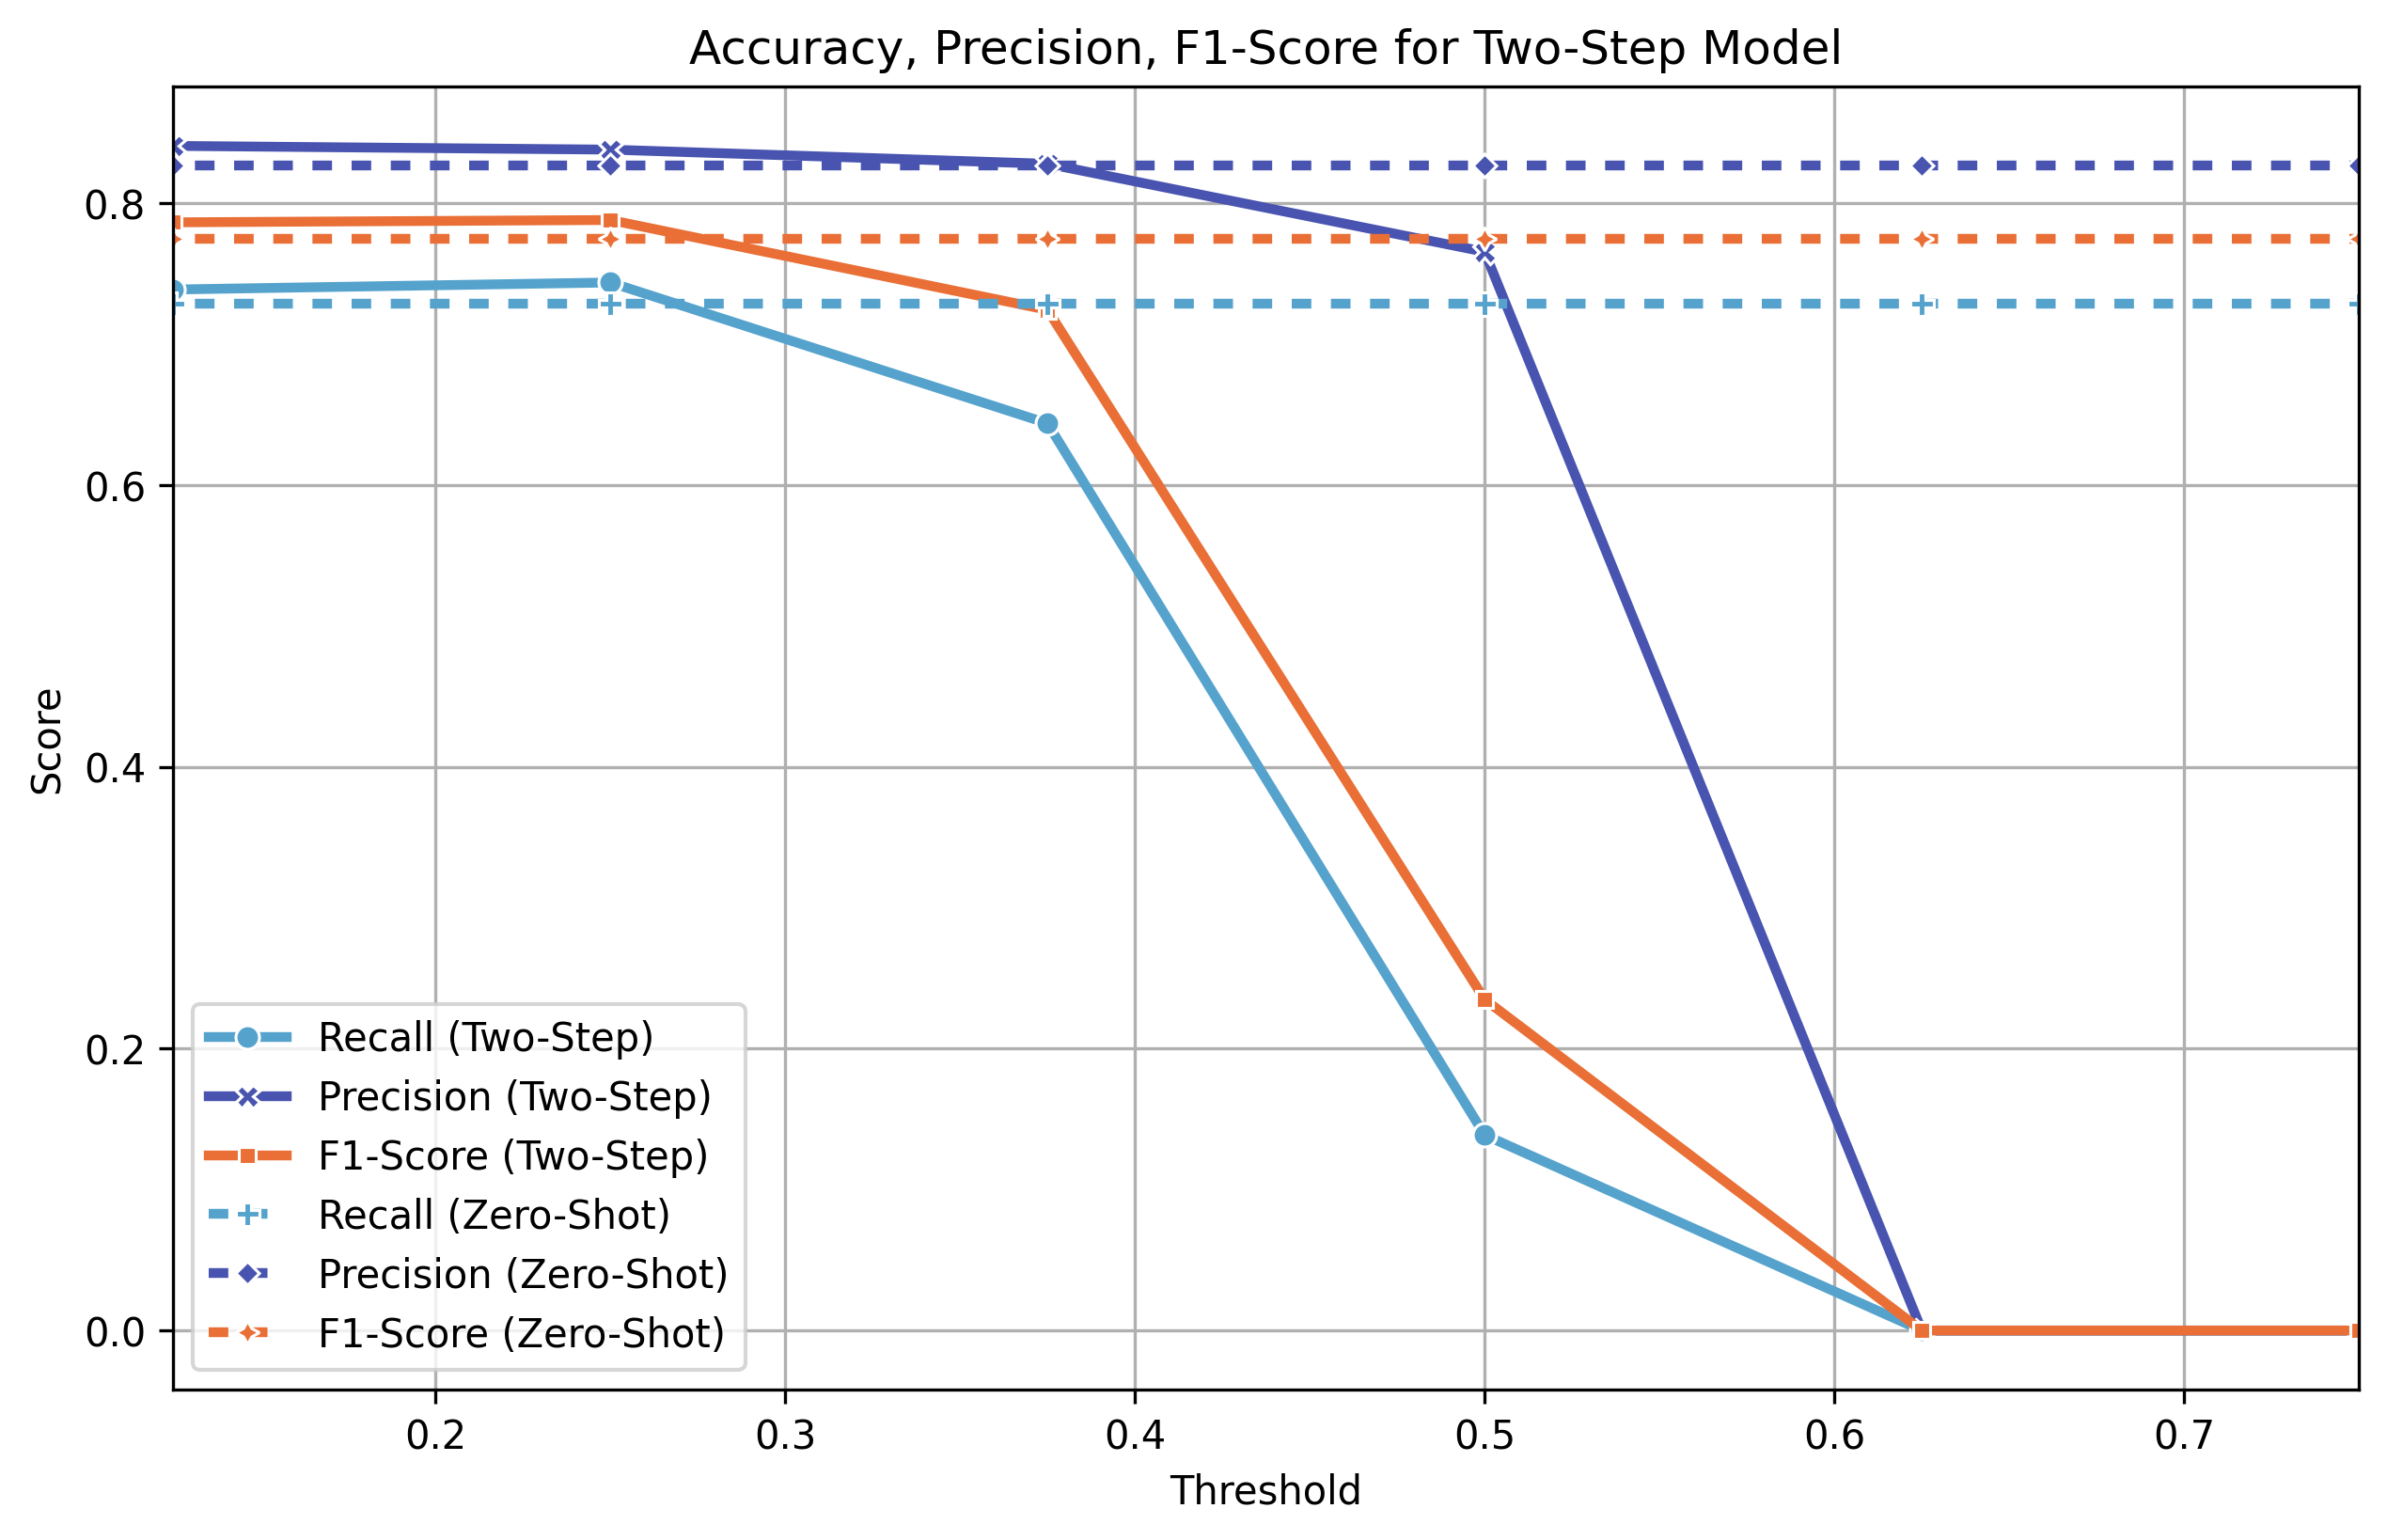 Accuracy, Precision, F1-Score for Two-Step Model
Score
0.8
0.6
0.4
0.2
0.0
Recall (Two-Step)
Precision (Two-Step)
F1-Score (Two-Step)
Recall (Zero-Shot)
Precision (Zero-Shot)
F1-Score (Zero-Shot)
0.2 0.3 0.4 0.5 0.6 0.7
Threshold